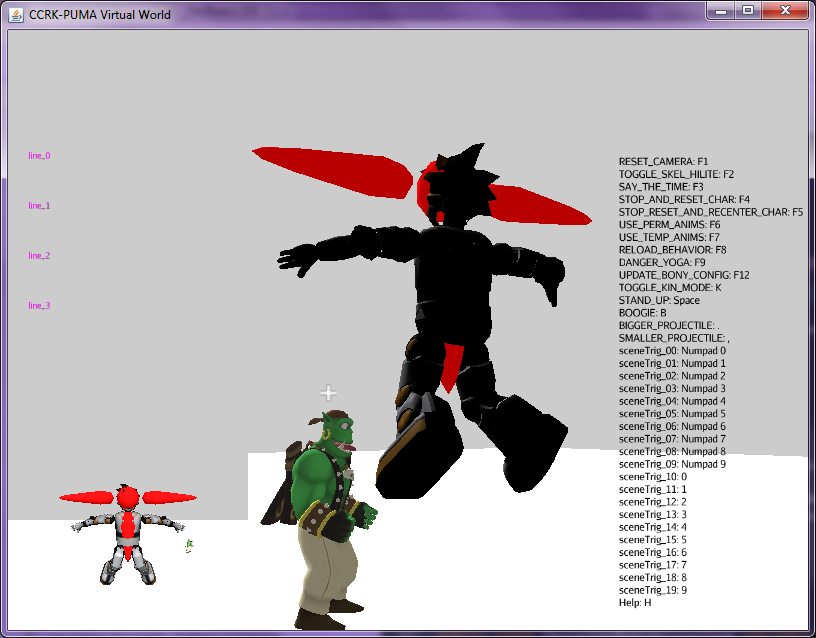 CCRK-PUMA Virtual World
line_0
line_1
line_2
line_3
RESET_CAMERA: F1
TOGGLE_SKEL_HILITE: F2
SAY_THE_TIME: F3
STOP_AND_RESET_CHAR: F4
STOP_RESET_AND_RECENTER_CHAR: F5
USE_PERM_ANIMS: F6
USE_TEMP_ANIMS: F7
RELOAD_BEHAVIOR: F8
DANGER_YOGA: F9
UPDATE_BONY_CONFIG: F12
TOGGLE_KIN_MODE: K
STAND_UP: Space
BOOGIE: B
BIGGER_PROJECTILE: .
SMALLER_PROJECTILE: ,
sceneTrig_00: Numpad 0
sceneTrig_01: Numpad 1
sceneTrig_02: Numpad 2
sceneTrig_03: Numpad 3
sceneTrig_04: Numpad 4
sceneTrig_05: Numpad 5
sceneTrig_06: Numpad 6
sceneTrig_07: Numpad 7
sceneTrig_08: Numpad 8
sceneTrig_09: Numpad 9
sceneTrig_10: 0
sceneTrig_11: 1
sceneTrig_12: 2
sceneTrig_13: 3
sceneTrig_14: 4
sceneTrig_15: 5
sceneTrig_16: 6
sceneTrig_17: 7
sceneTrig_18: 8
sceneTrig_19: 9
Help: H